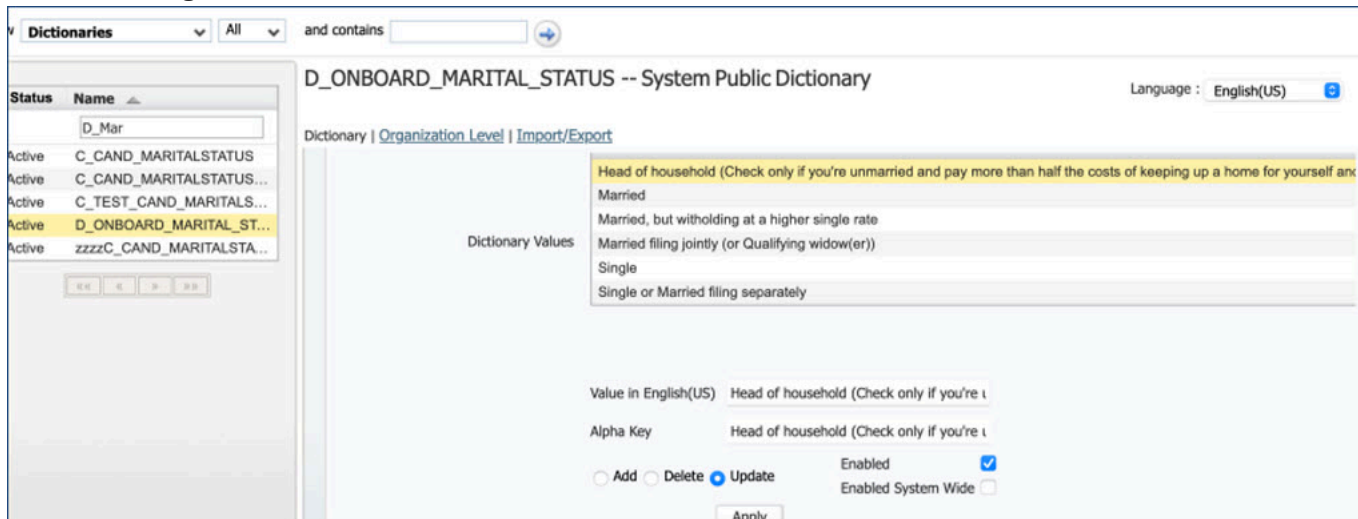 Dictionaries All and contains
D_ONBOARD_MARITAL_STATUS -- System Public Dictionary
Language : English(US)
Status Name
D_Mar
Dictionary | Organization Level | Import/Export
Active C_CAND_MARITALSTATUS
Active C_CAND_MARITALSTATUS...
Active C_TEST_CAND_MARITALS...
Active D_ONBOARD_MARITAL_ST...
Active zzzzC_CAND_MARITALSTA...
<< < > >>
Dictionary Values
Head of household (Check only if you're unmarried and pay more than half the costs of keeping up a home for yourself and
Married
Married, but witholding at a higher single rate
Married filing jointly (or Qualifying widow(er))
Single
Single or Married filing separately
Value in English(US) Head of household (Check only if you're u
Alpha Key Head of household (Check only if you're u
Add Delete Update Enabled
Enabled System Wide
Apply